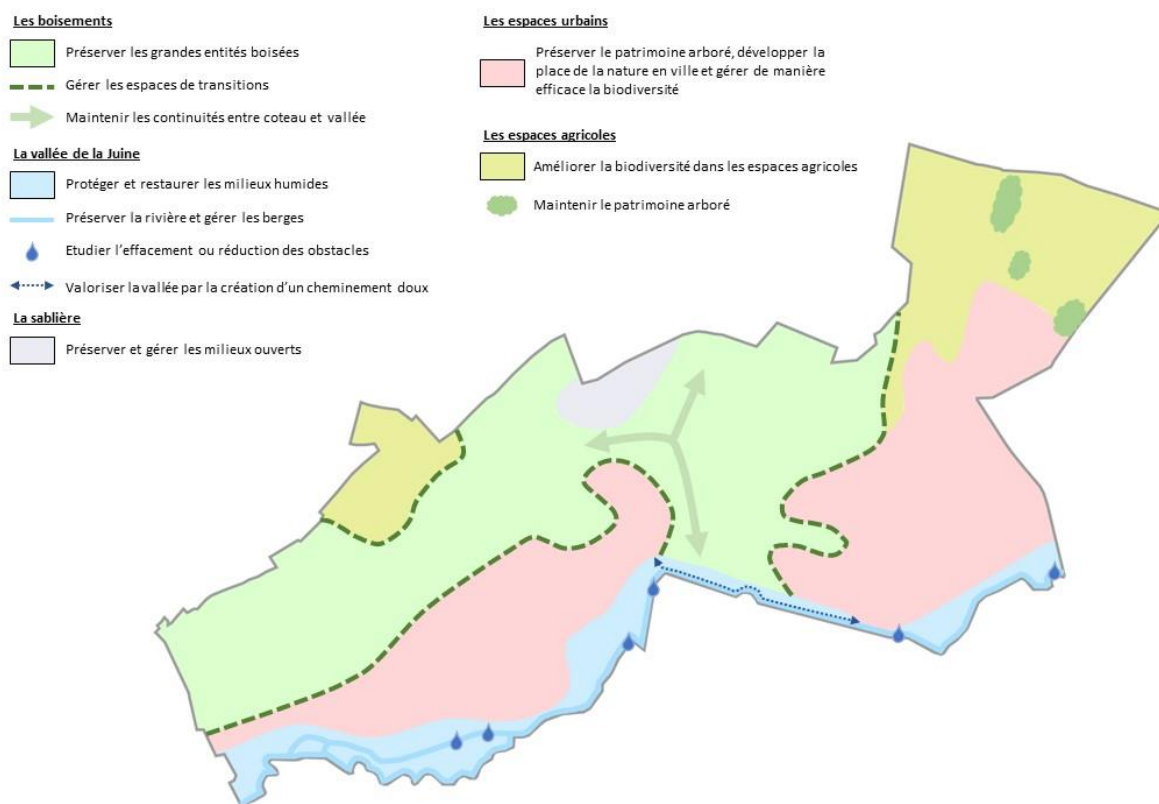 Les boisements
Préserver les grandes entités boisées
Gérer les espaces de transitions
Maintenir les continuités entre coteau et vallée
La vallée de la Juine
Protéger et restaurer les milieux humides
Préserver la rivière et gérer les berges
Etudier l'effacement ou réduction des obstacles
Valoriser la vallée par la création d'un cheminement doux
La sablière
Préserver et gérer les milieux ouverts
Les espaces urbains
Préserver le patrimoine arboré, développer la
place de la nature en ville et gérer de manière
efficace la biodiversité
Les espaces agricoles
Améliorer la biodiversité dans les espaces agricoles
Maintenir le patrimoine arboré